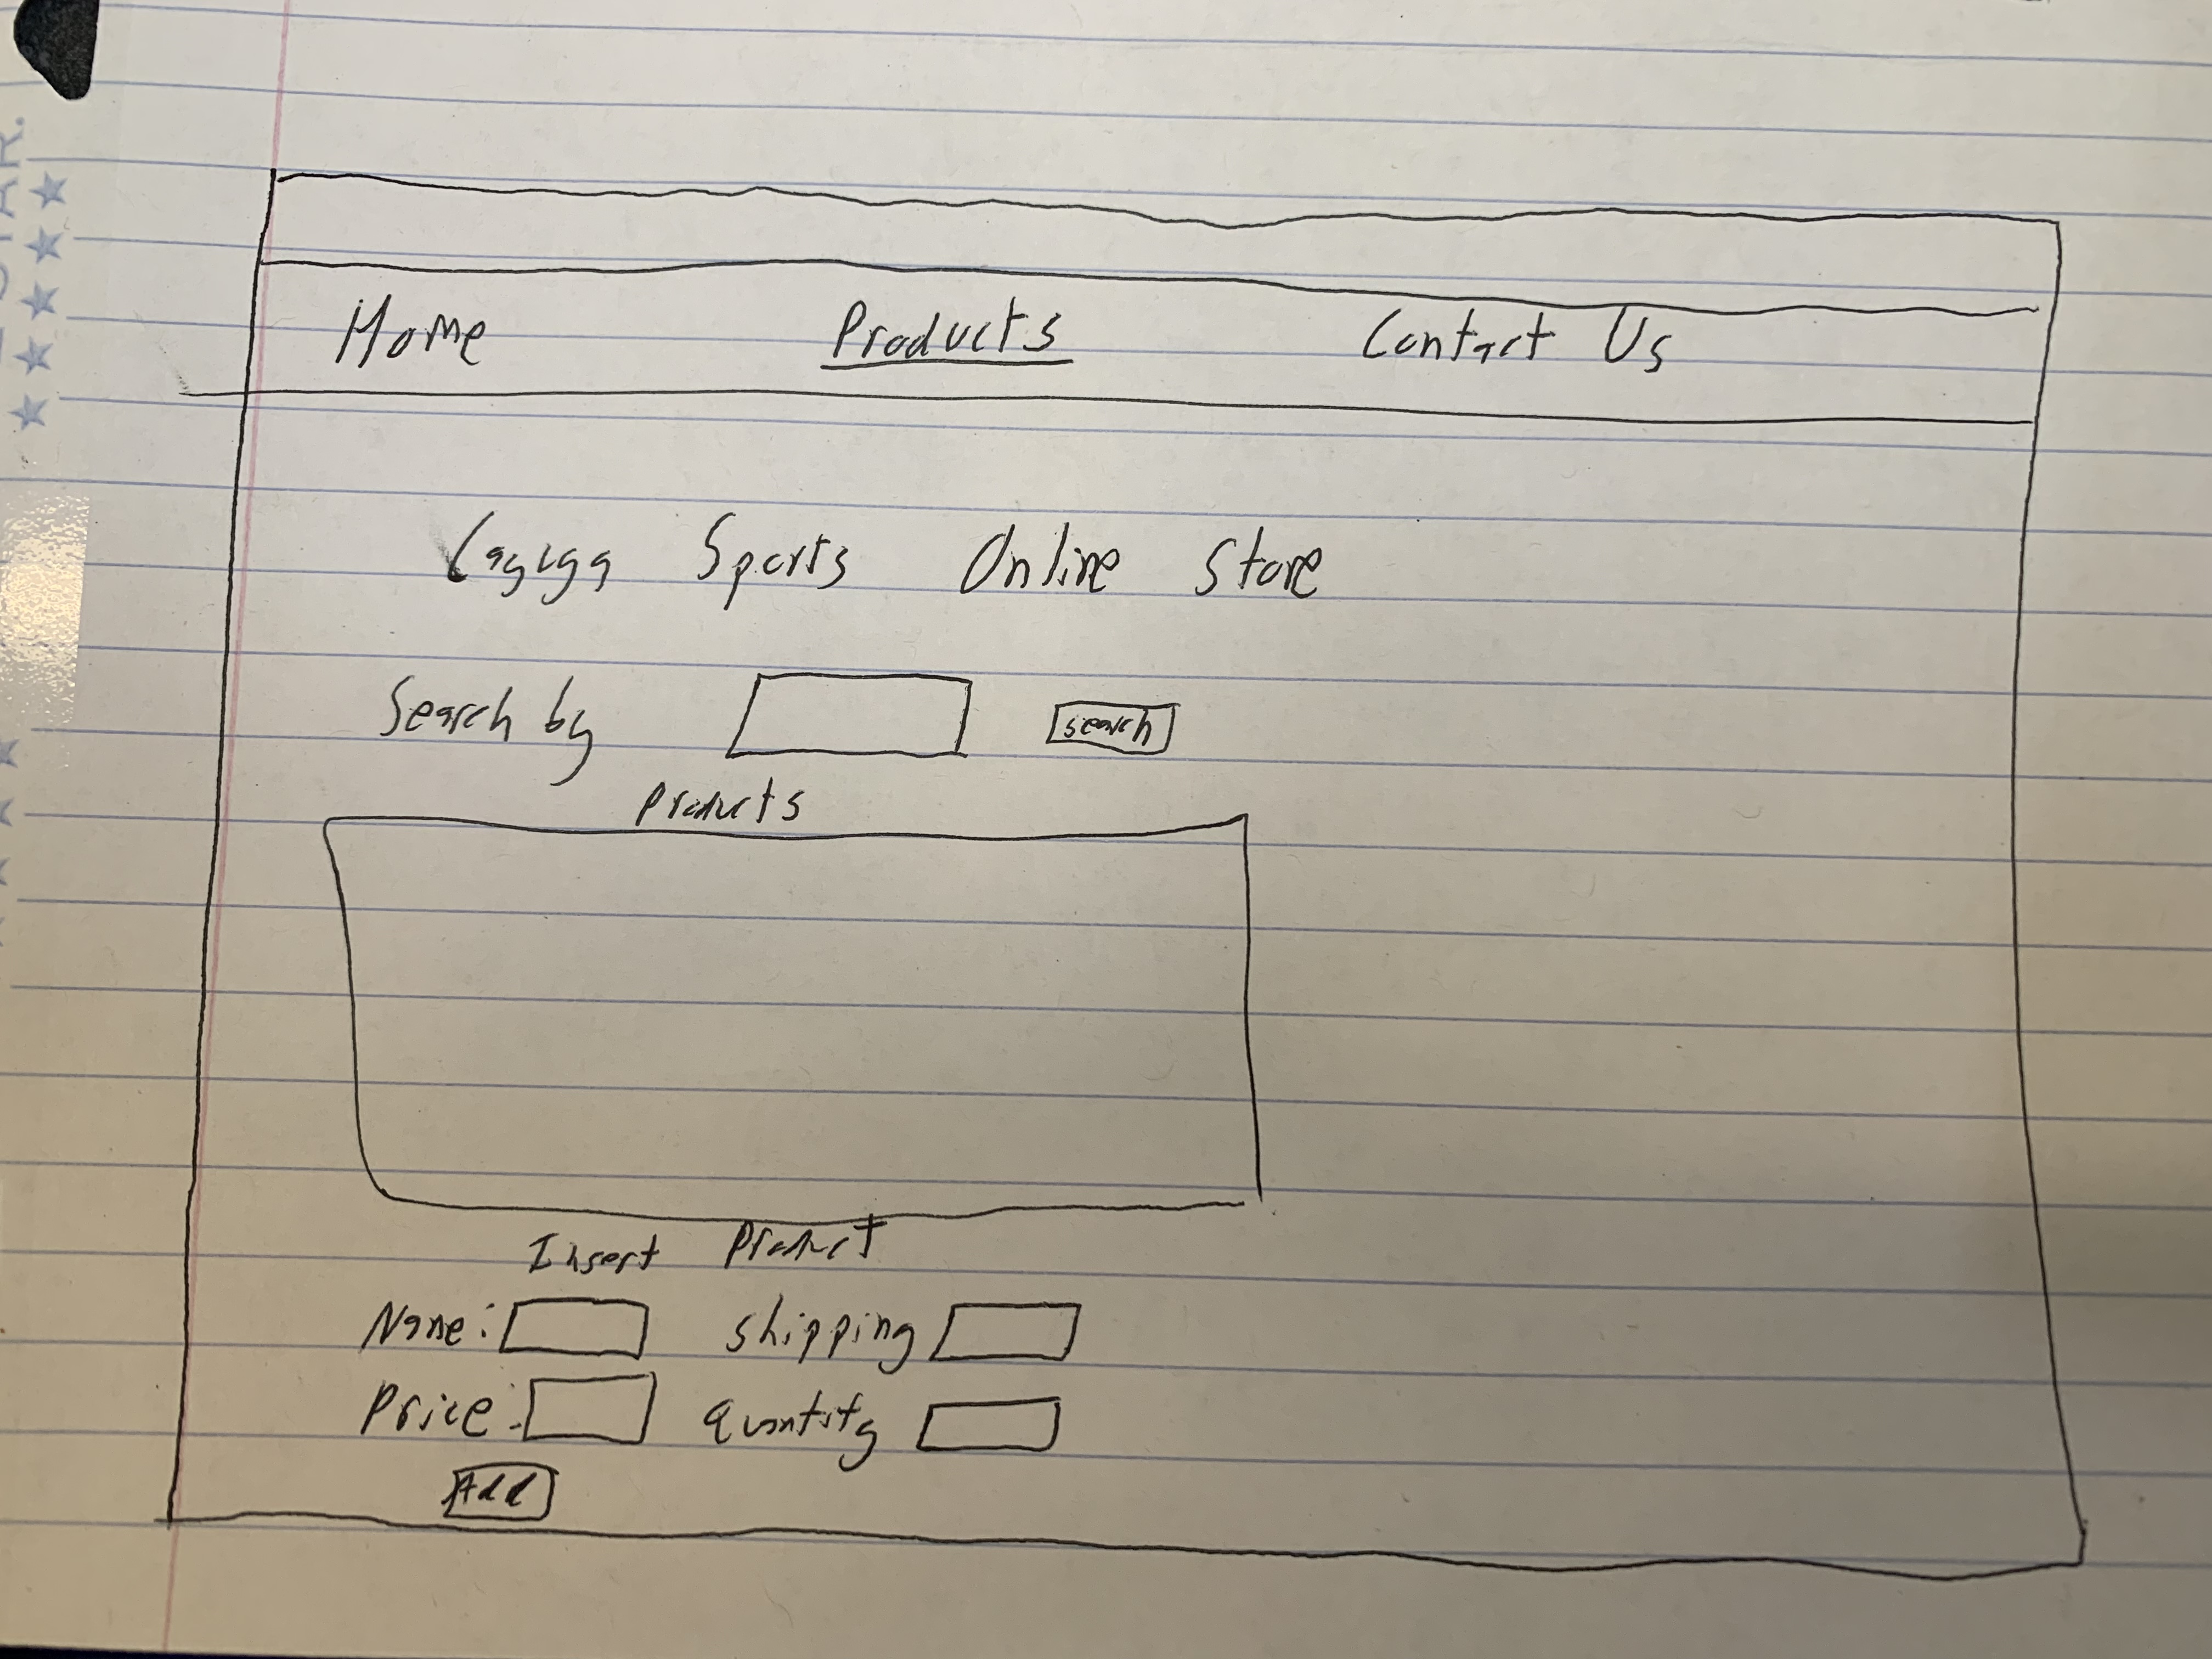 STAR.
Home Products Contact Us
Sports Online Store
Search by search
Products
Insert Product
Name: shipping
Price: quantity
Add